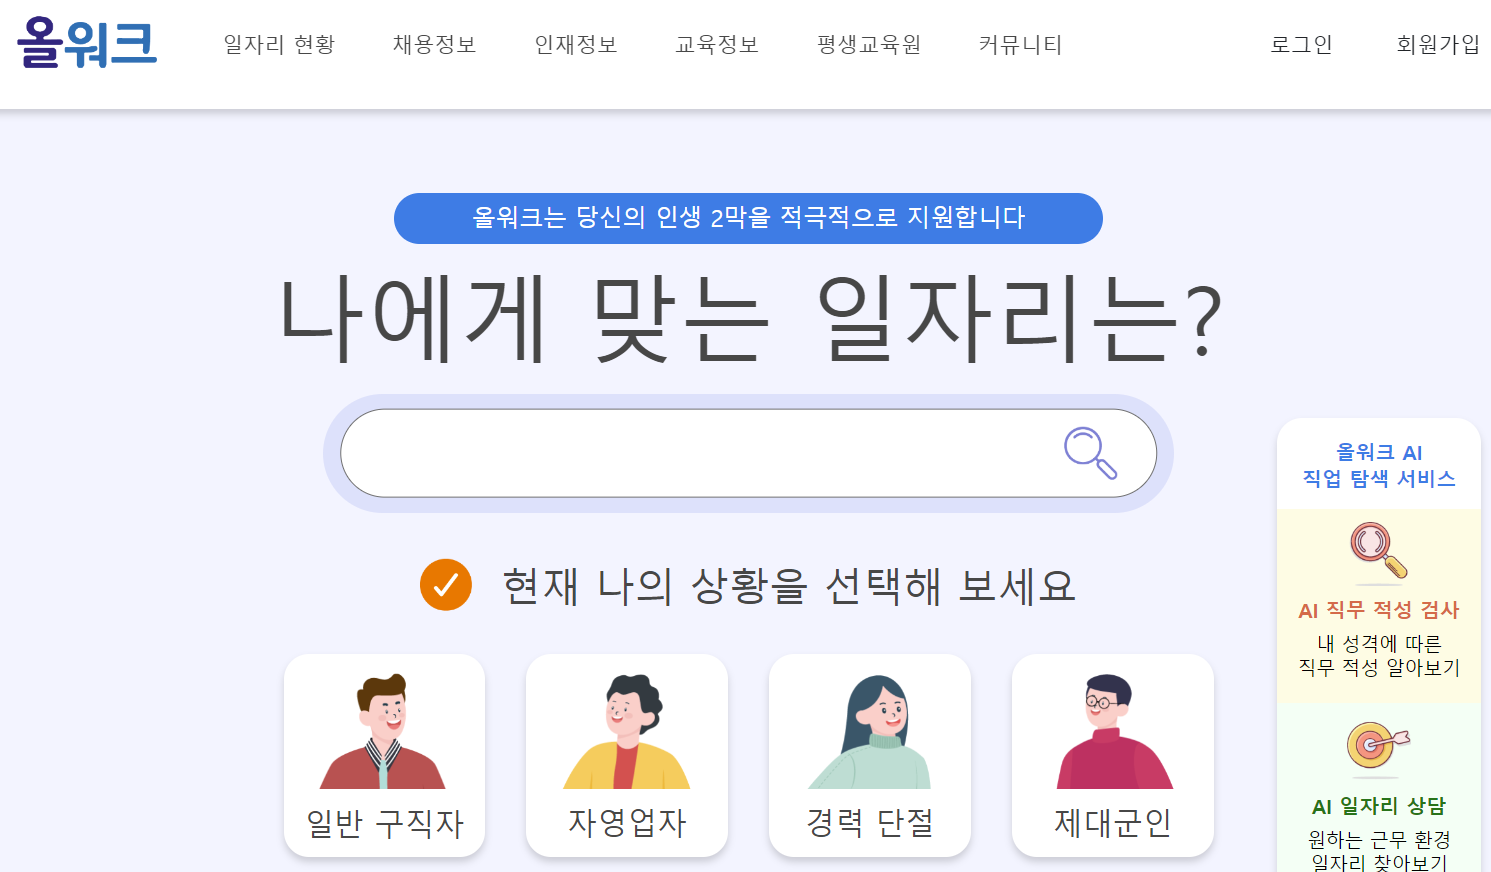 올워크
일자리 현황
채용정보
인재정보
교육정보
평생교육원
커뮤니티
로그인
회원가입
올워크는 당신의 인생 2막을 적극적으로 지원합니다
나에게 맞는 일자리는?
현재 나의 상황을 선택해 보세요
일반 구직자
자영업자
경력 단절
제대군인
올워크 AI
직업 탐색 서비스
AI 직무 적성 검사
내 성격에 따른
직무 적성 알아보기
AI 일자리 상담
원하는 근무 환경
일자리 찾아보기